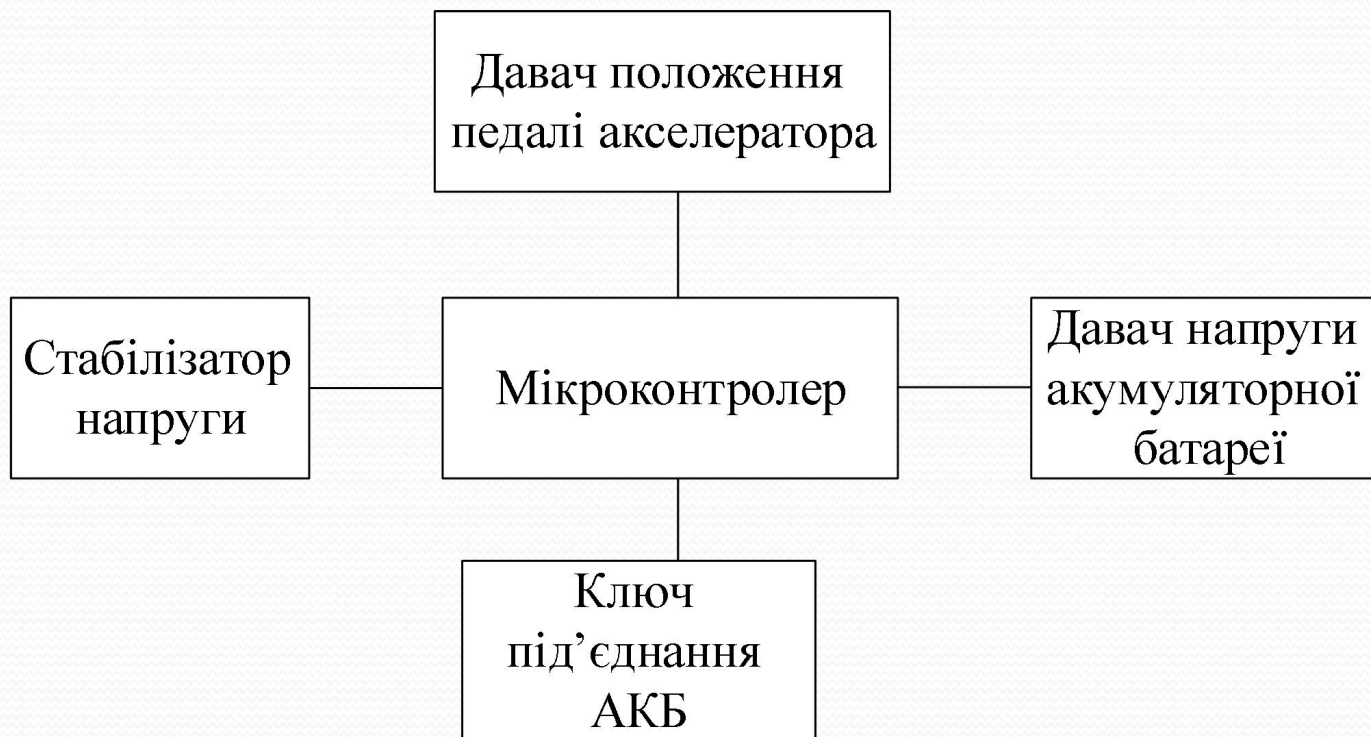 Давач положення
педалі акселератора
Стабілізатор
напруги
Мікроконтролер
Давач напруги
акумуляторної
батареї
Ключ
під’єднання
АКБ